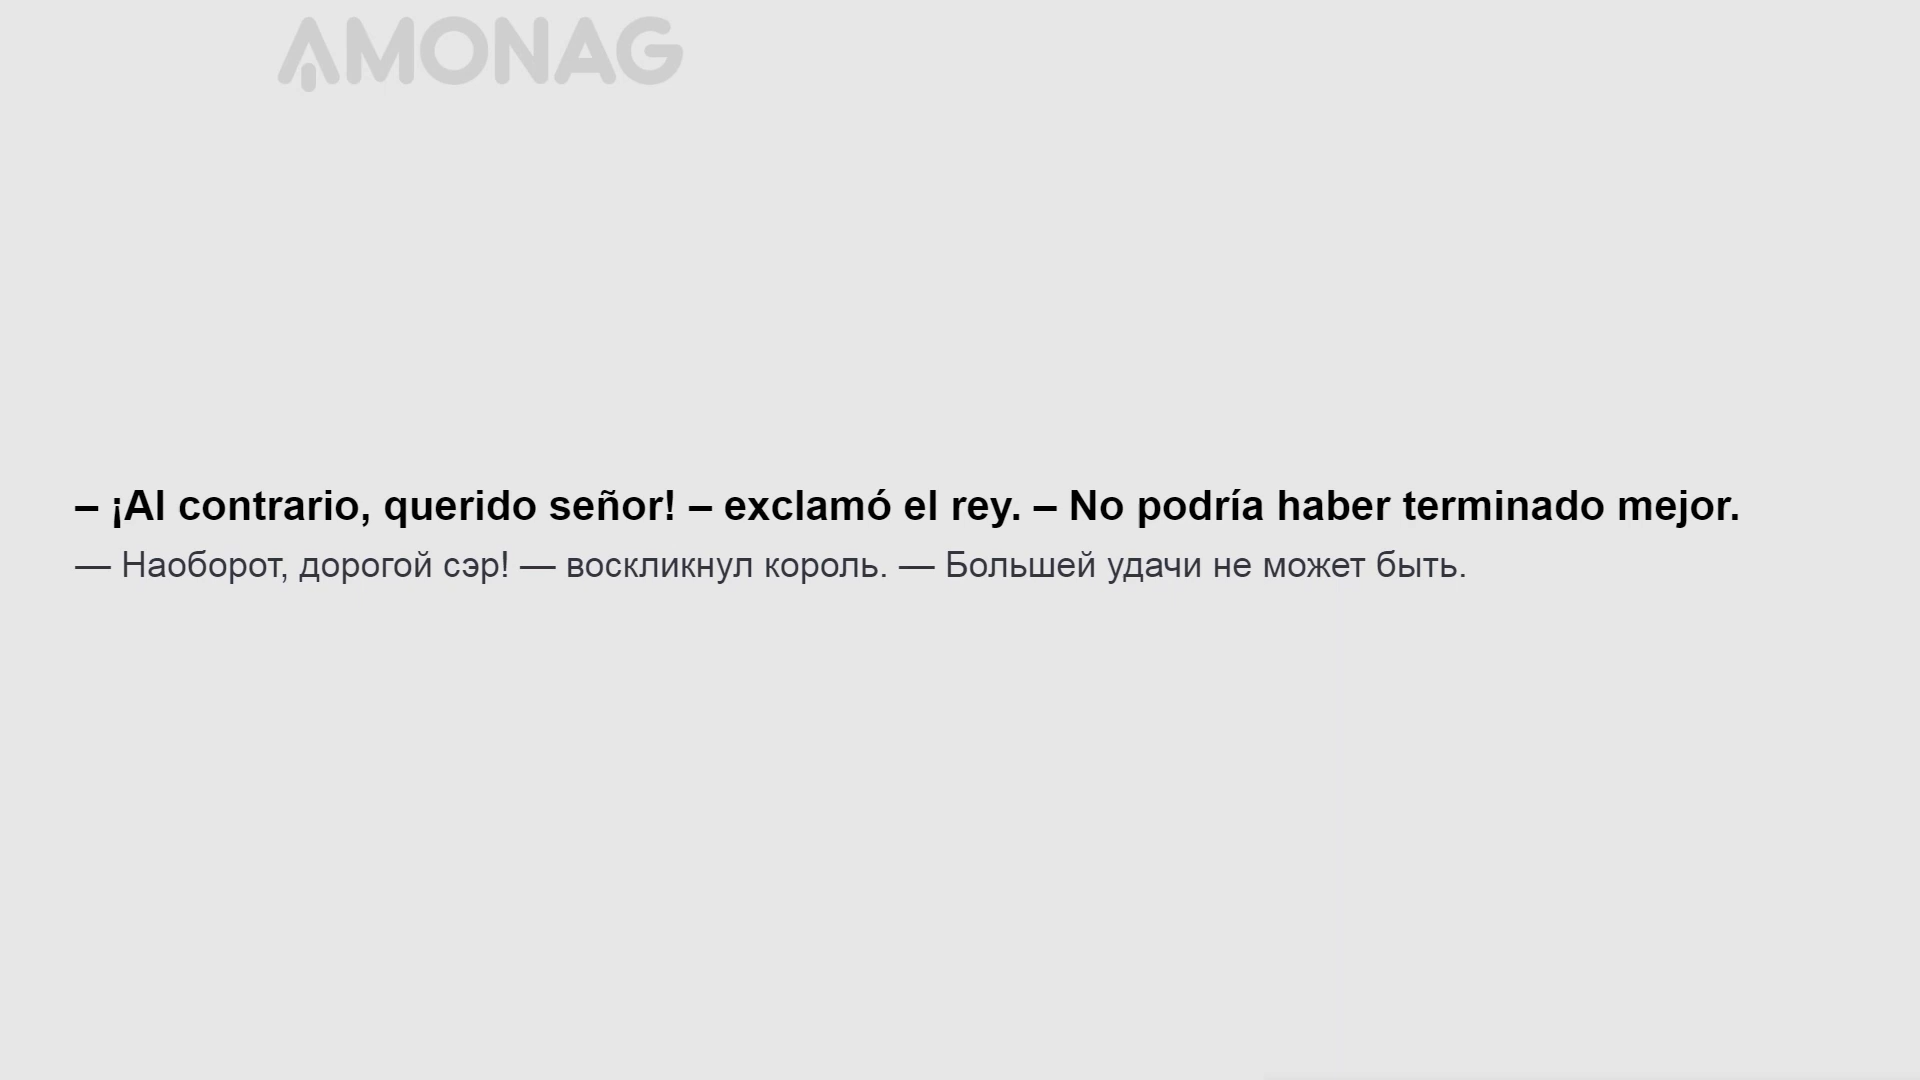 AMONAG
– ¡Al contrario, querido señor! – exclamó el rey. – No podría haber terminado mejor.
— Наоборот, дорогой сэр! — воскликнул король. — Большей удачи не может быть.